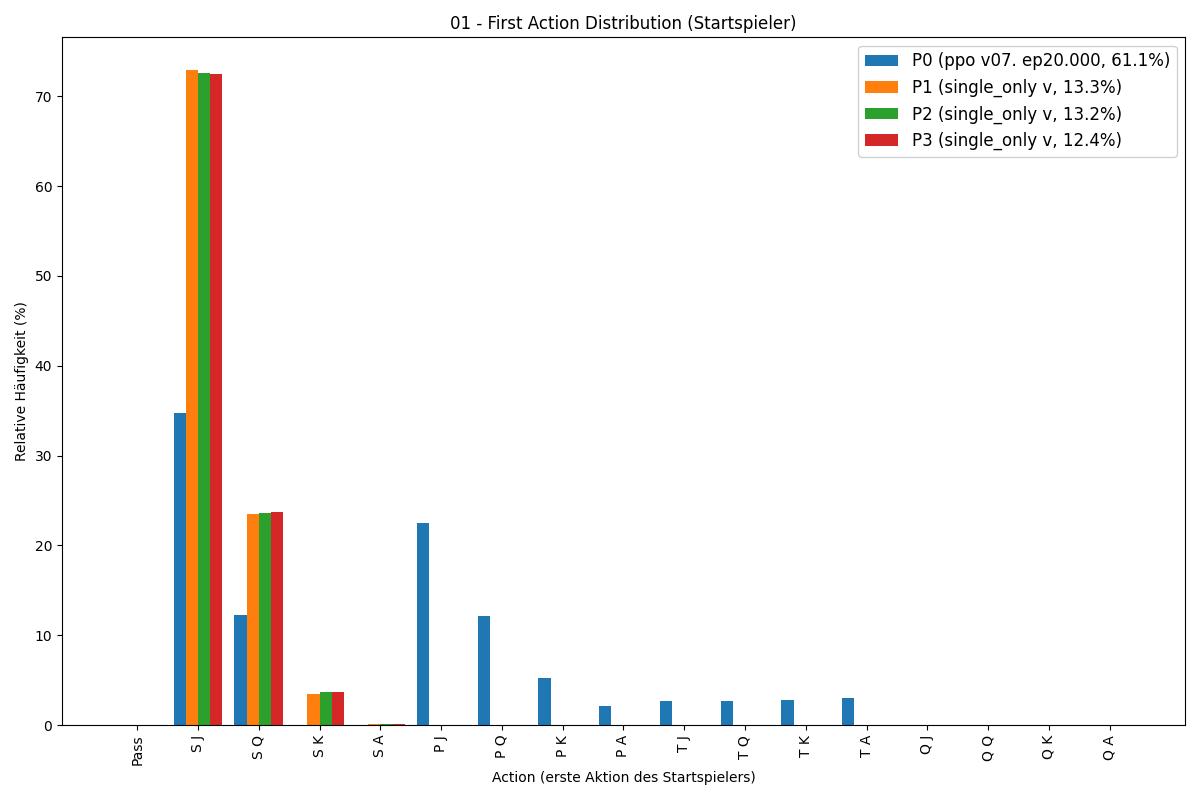 01 - First Action Distribution (Startspieler)
P0 (ppo v07. ep20.000, 61.1%)
P1 (single_only v, 13.3%)
P2 (single_only v, 13.2%)
P3 (single_only v, 12.4%)
Relative Häufigkeit (%)
70
60
50
40
30
20
10
0
Pass
S J
S Q
S K
S A
P J
P Q
P K
P A
T J
T Q
T K
T A
Q J
Q Q
Q K
Q A
Action (erste Aktion des Startspielers)